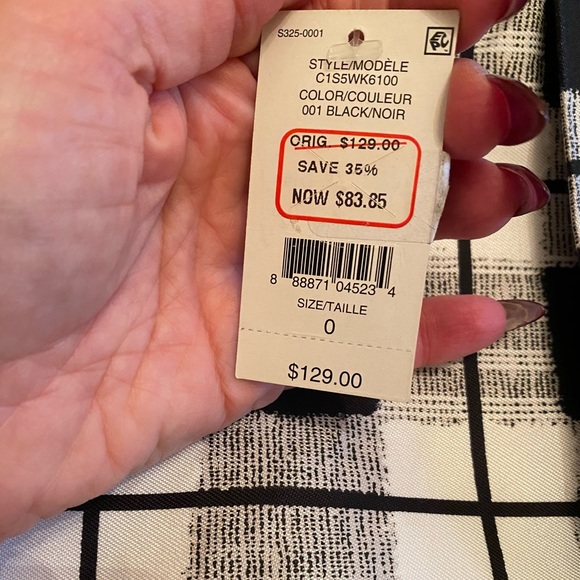 S325-0001
STYLE/MODÈLE
C1S5WK6100
COLOR/COULEUR
001 BLACK/NOIR
ORIG. $129.00
SAVE 35%
NOW $83.85
8 88871 04523 4
SIZE/TAILLE
0
$129.00